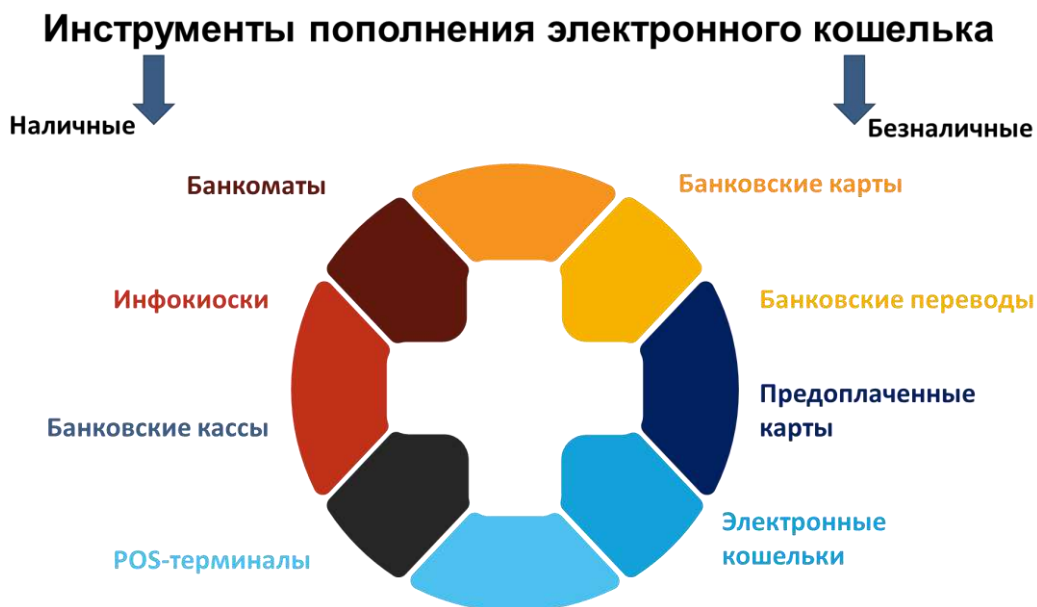 Инструменты пополнения электронного кошелька
Наличные
Безналичные
Банкоматы
Банковские карты
Инфокиоски
Банковские переводы
Банковские кассы
Предоплаченные
карты
POS-терминалы
Электронные
кошельки